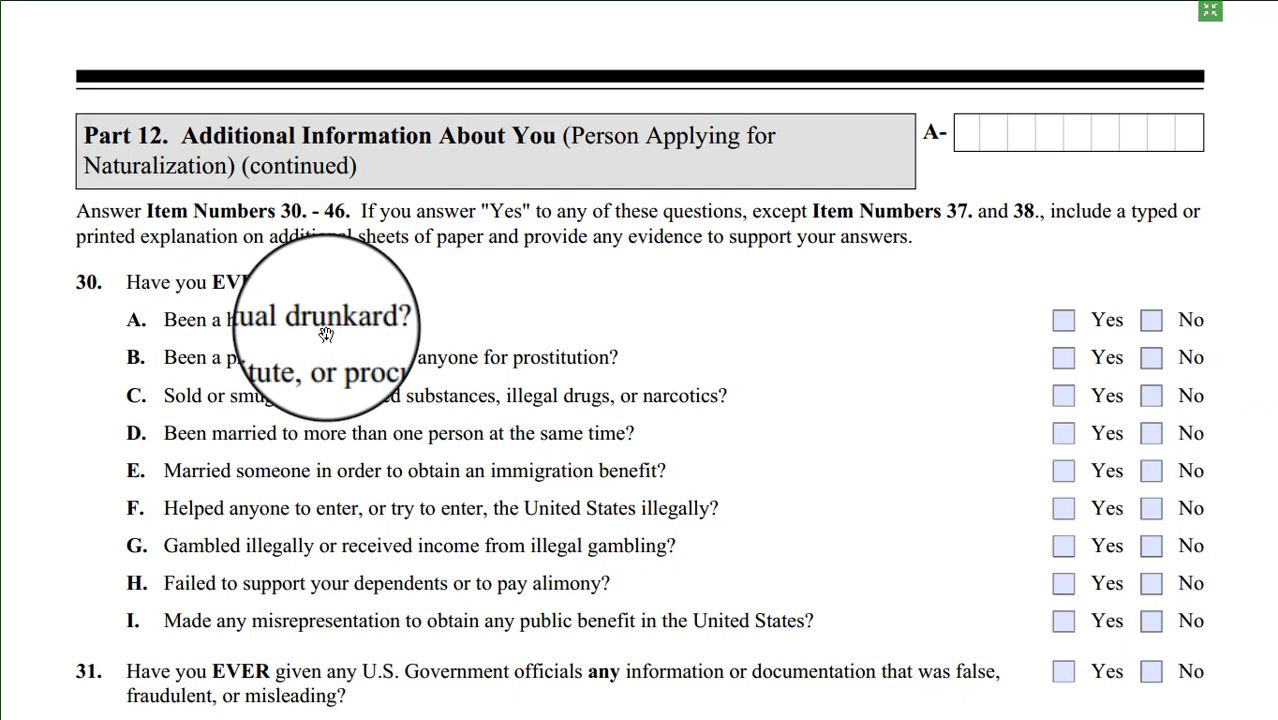 Part 12. Additional Information About You (Person Applying for
Naturalization) (continued)
A-
Answer Item Numbers 30. - 46. If you answer "Yes" to any of these questions, except Item Numbers 37. and 38., include a typed or
printed explanation on additional sheets of paper and provide any evidence to support your answers.
30. Have you EVE
A. Been a h tual drunkard? Yes No
B. Been a p tute, or procu anyone for prostitution? Yes No
C. Sold or smug d substances, illegal drugs, or narcotics? Yes No
D. Been married to more than one person at the same time? Yes No
E. Married someone in order to obtain an immigration benefit? Yes No
F. Helped anyone to enter, or try to enter, the United States illegally? Yes No
G. Gambled illegally or received income from illegal gambling? Yes No
H. Failed to support your dependents or to pay alimony? Yes No
I. Made any misrepresentation to obtain any public benefit in the United States? Yes No
31. Have you EVER given any U.S. Government officials any information or documentation that was false, Yes No
fraudulent, or misleading?